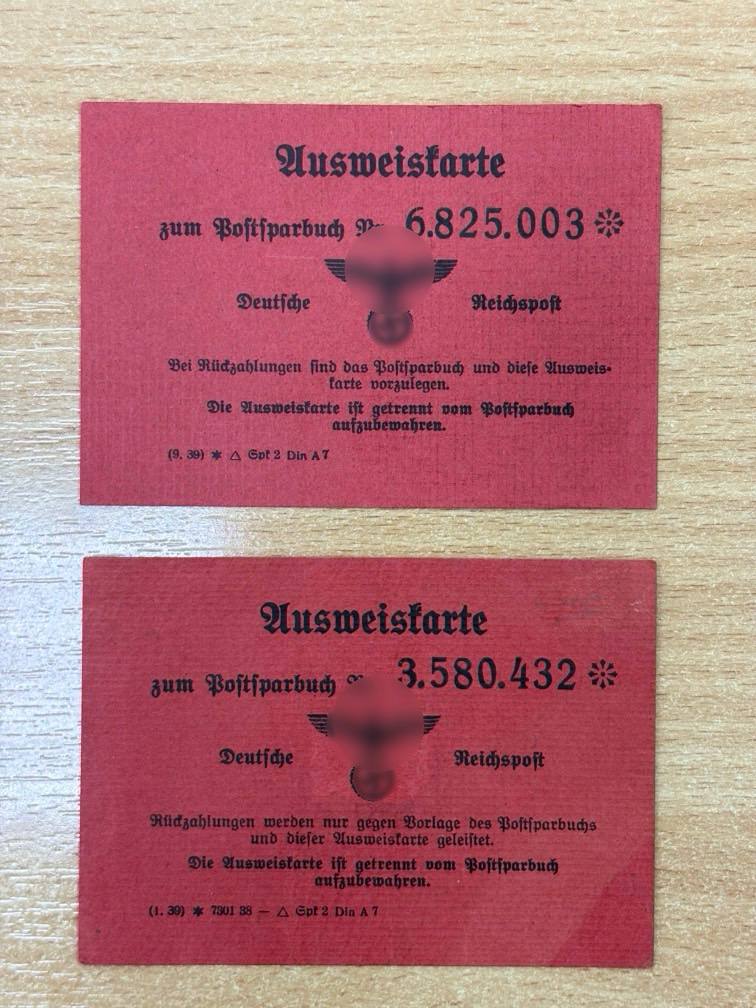 Ausweiskarte
zum Postsparbuch 6.825.003
Deutsche Reichspost
Bei Rückzahlungen sind das Postsparbuch und diese Ausweis-
karte vorzulegen.
Die Ausweiskarte ist getrennt vom Postsparbuch
aufzubewahren.
(9. 39) * △ Spk 2 Din A 7
Ausweiskarte
zum Postsparbuch 3.580.432
Deutsche Reichspost
Rückzahlungen werden nur gegen Vorlage des Postsparbuchs
und dieser Ausweiskarte geleistet.
Die Ausweiskarte ist getrennt vom Postsparbuch
aufzubewahren.
(1. 39) * 7301 38 — △ Spk 2 Din A 7